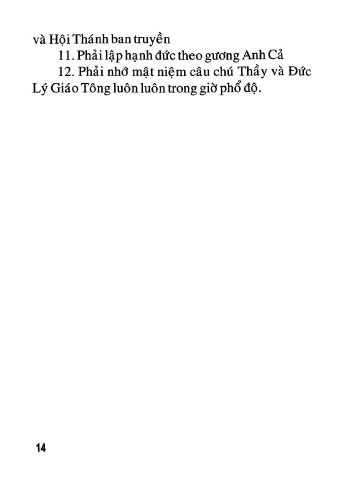 và Hội Thánh ban truyền
11. Phải lập hạnh đức theo gương Anh Cả
12. Phải nhớ mật niệm câu chú Thầy và Đức
Lý Giáo Tông luôn luôn trong giờ phổ độ.
14